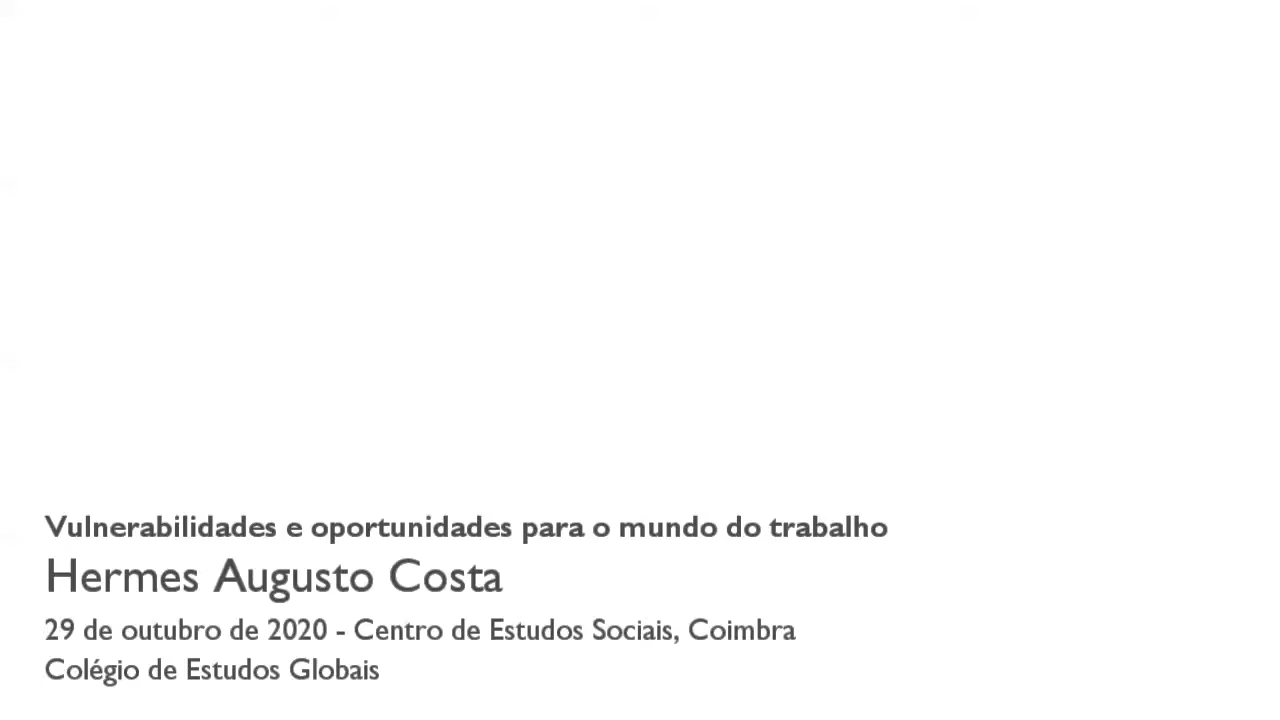 Vulnerabilidades e oportunidades para o mundo do trabalho
Hermes Augusto Costa
29 de outubro de 2020 - Centro de Estudos Sociais, Coimbra
Colégio de Estudos Globais